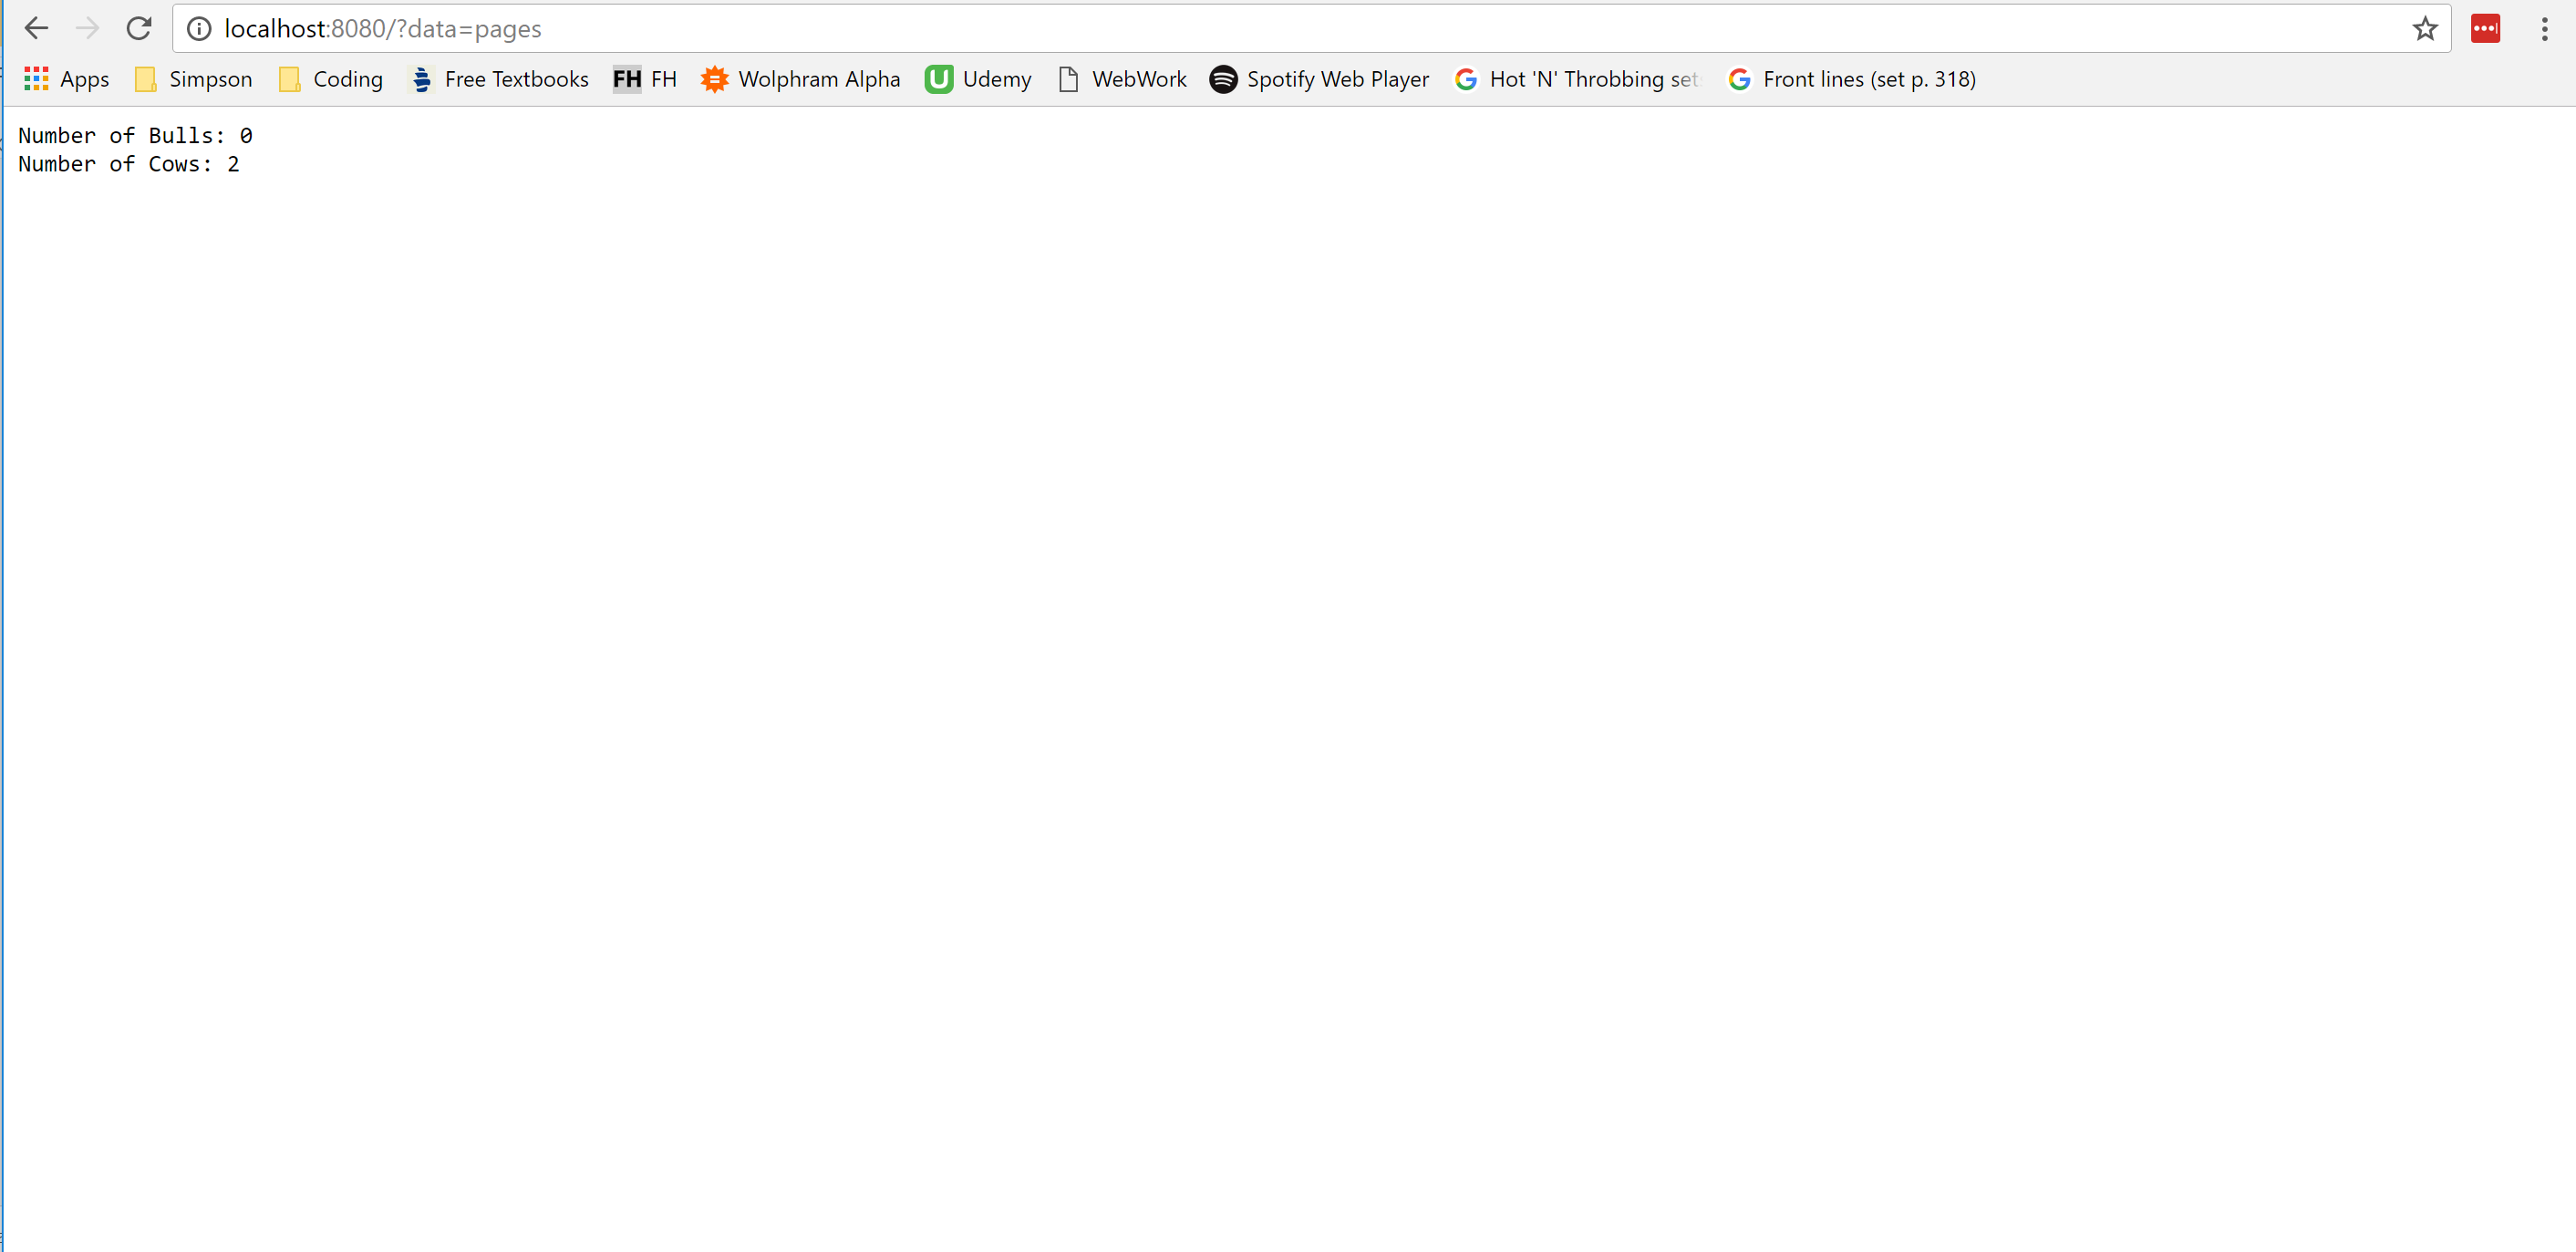 localhost:8080/?data=pages
Apps Simpson Coding Free Textbooks FH FH Wolphram Alpha U Udemy WebWork Spotify Web Player Hot 'N' Throbbing set Front lines (set p. 318)
Number of Bulls: 0
Number of Cows: 2